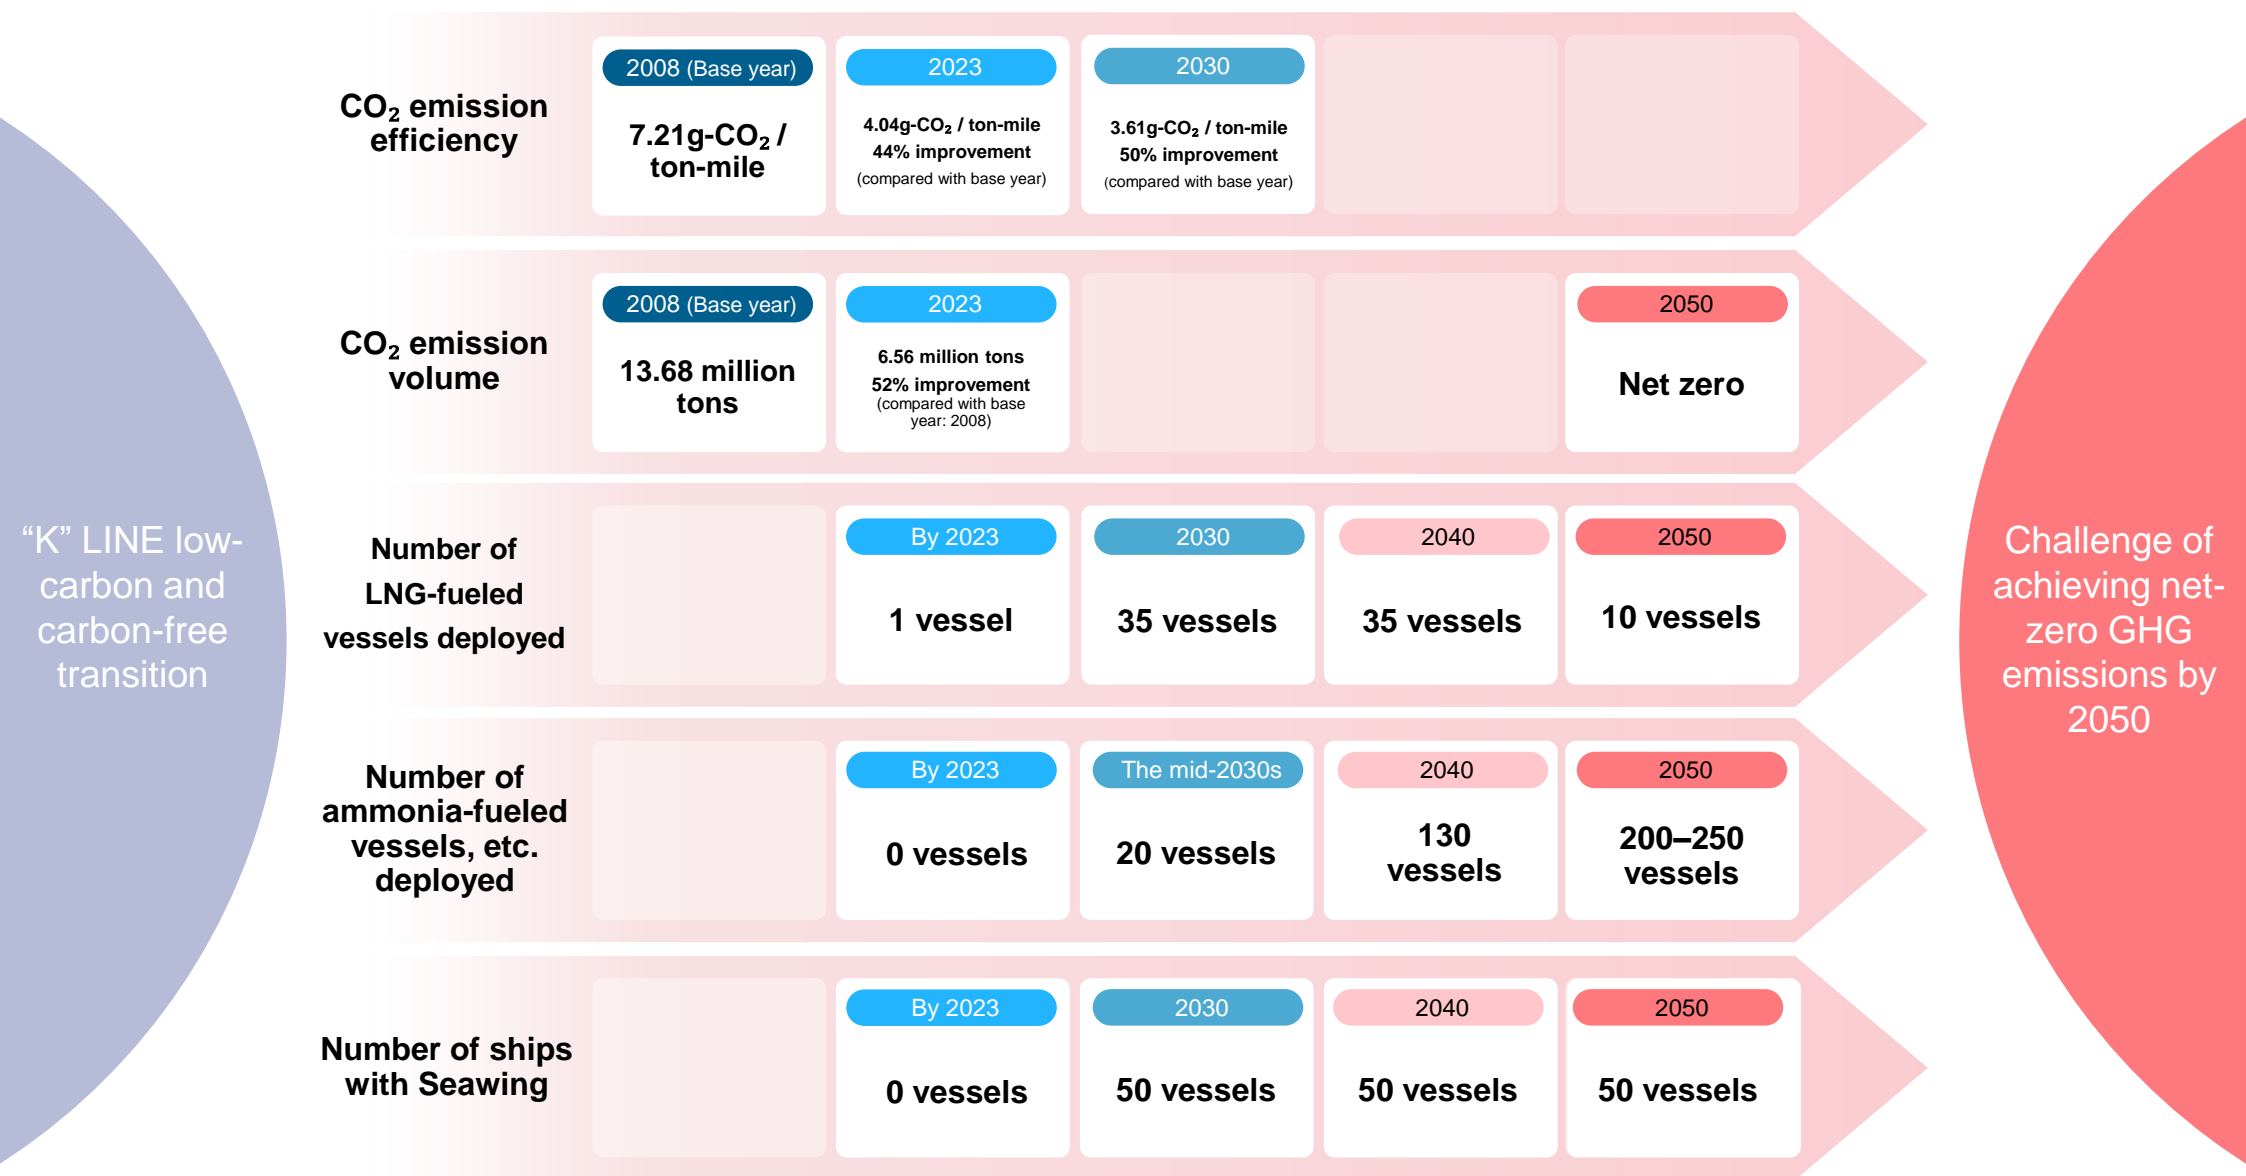 “K” LINE low-
carbon and
carbon-free
transition
CO₂ emission
efficiency
2008 (Base year)
7.21g-CO₂ /
ton-mile
2023
4.04g-CO₂ / ton-mile
44% improvement
(compared with base year)
2030
3.61g-CO₂ / ton-mile
50% improvement
(compared with base year)
CO₂ emission
volume
2008 (Base year)
13.68 million
tons
2023
6.56 million tons
52% improvement
(compared with base
year: 2008)
2050
Net zero
Number of
LNG-fueled
vessels deployed
By 2023
1 vessel
2030
35 vessels
2040
35 vessels
2050
10 vessels
Number of
ammonia-fueled
vessels, etc.
deployed
By 2023
0 vessels
The mid-2030s
20 vessels
2040
130
vessels
2050
200–250
vessels
Number of ships
with Seawing
By 2023
0 vessels
2030
50 vessels
2040
50 vessels
2050
50 vessels
Challenge of
achieving net-
zero GHG
emissions by
2050